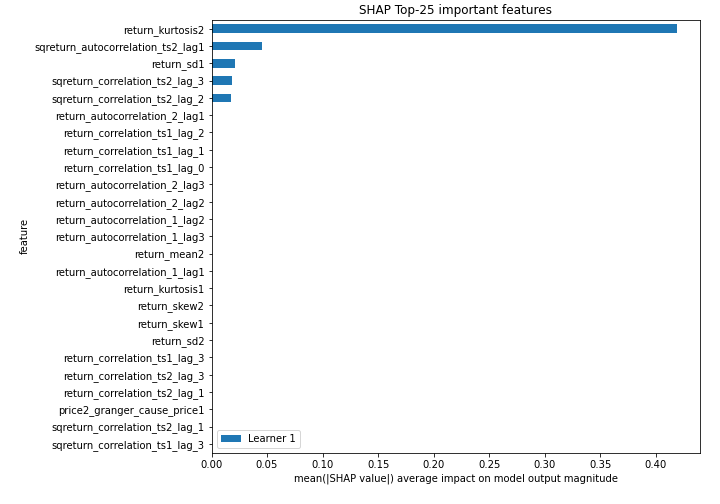 SHAP Top-25 important features
return_kurtosis2
sqreturn_autocorrelation_ts2_lag1
return_sd1
sqreturn_correlation_ts2_lag_3
sqreturn_correlation_ts2_lag_2
return_autocorrelation_2_lag1
return_correlation_ts1_lag_2
return_correlation_ts1_lag_1
return_correlation_ts1_lag_0
return_autocorrelation_2_lag3
return_autocorrelation_2_lag2
return_autocorrelation_1_lag2
return_autocorrelation_1_lag3
return_mean2
return_autocorrelation_1_lag1
return_kurtosis1
return_skew2
return_skew1
return_sd2
return_correlation_ts1_lag_3
return_correlation_ts2_lag_3
return_correlation_ts2_lag_1
price2_granger_cause_price1
sqreturn_correlation_ts2_lag_1
sqreturn_correlation_ts1_lag_3
feature
Learner 1
0.00 0.05 0.10 0.15 0.20 0.25 0.30 0.35 0.40
mean(|SHAP value|) average impact on model output magnitude